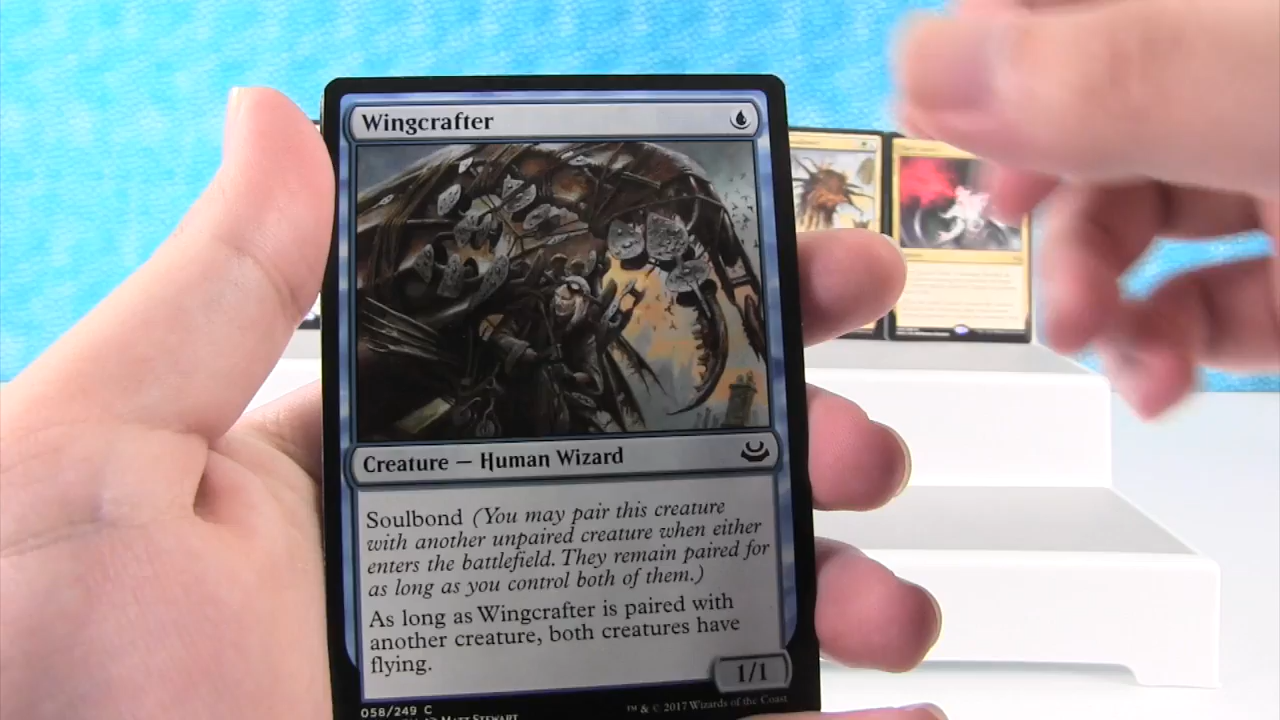 Wingcrafter
Creature — Human Wizard
Soulbond (You may pair this creature
with another unpaired creature when either
enters the battlefield. They remain paired for
as long as you control both of them.)
As long as Wingcrafter is paired with
another creature, both creatures have
flying.
1/1
058/249 C
™ & © 2017 Wizards of the Coast
MATT STEWART